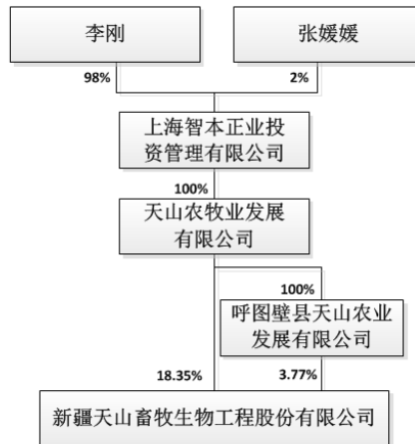 李刚
张媛媛
98%
2%
上海智本正业投
资管理有限公司
100%
天山农牧业发展
有限公司
100%
呼图壁县天山农业
发展有限公司
18.35%
3.77%
新疆天山畜牧生物工程股份有限公司